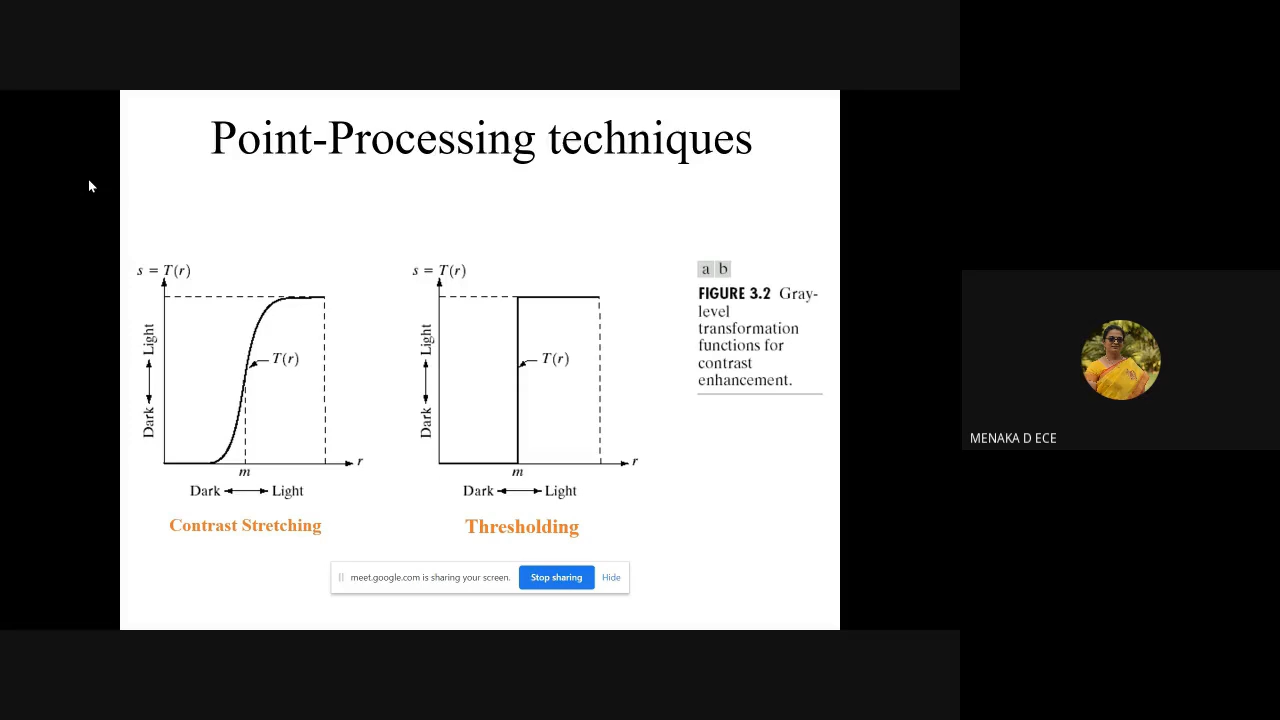 Point-Processing techniques
s = T(r)
Light
Dark
T(r)
m
r
Dark
Light
Contrast Stretching
s = T(r)
Light
Dark
T(r)
m
r
Dark
Light
Thresholding
a b
FIGURE 3.2 Gray-
level
transformation
functions for
contrast
enhancement.
meet.google.com is sharing your screen.
Stop sharing
Hide
MENAKA D ECE